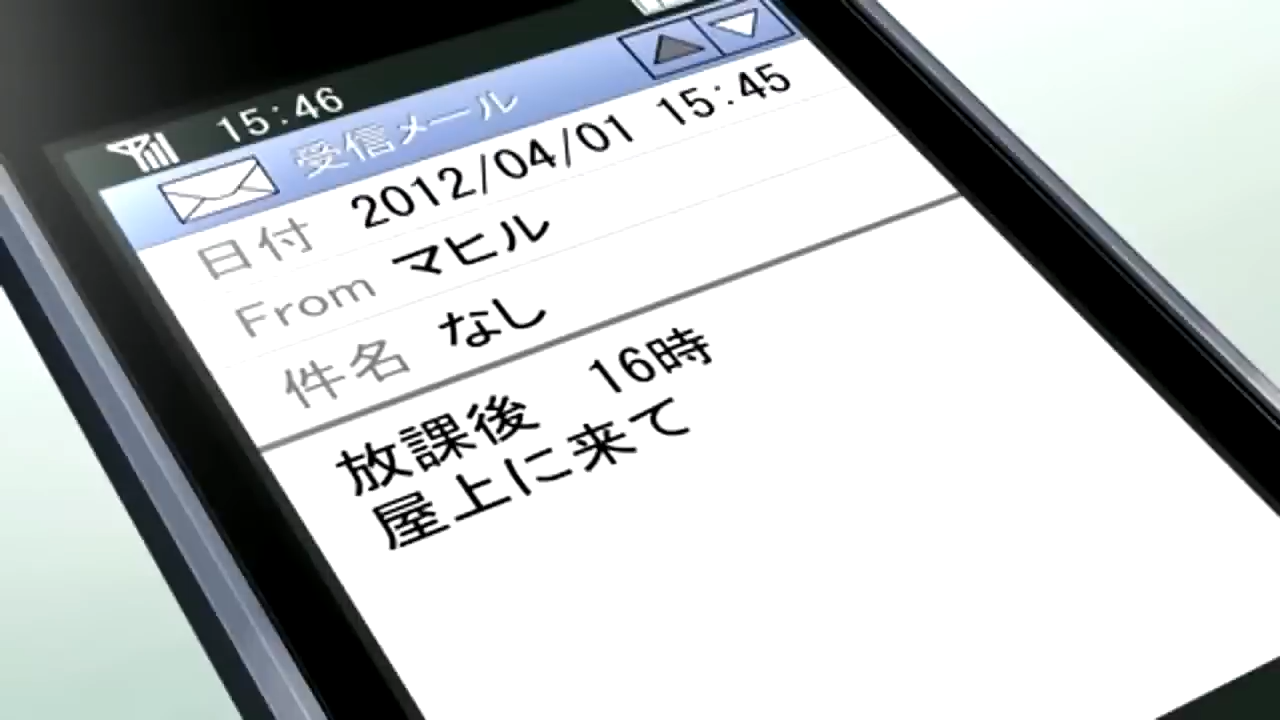 15:46
受信メール
日付 2012/04/01 15:45
From マヒル
件名 なし
放課後 16時
屋上に来て